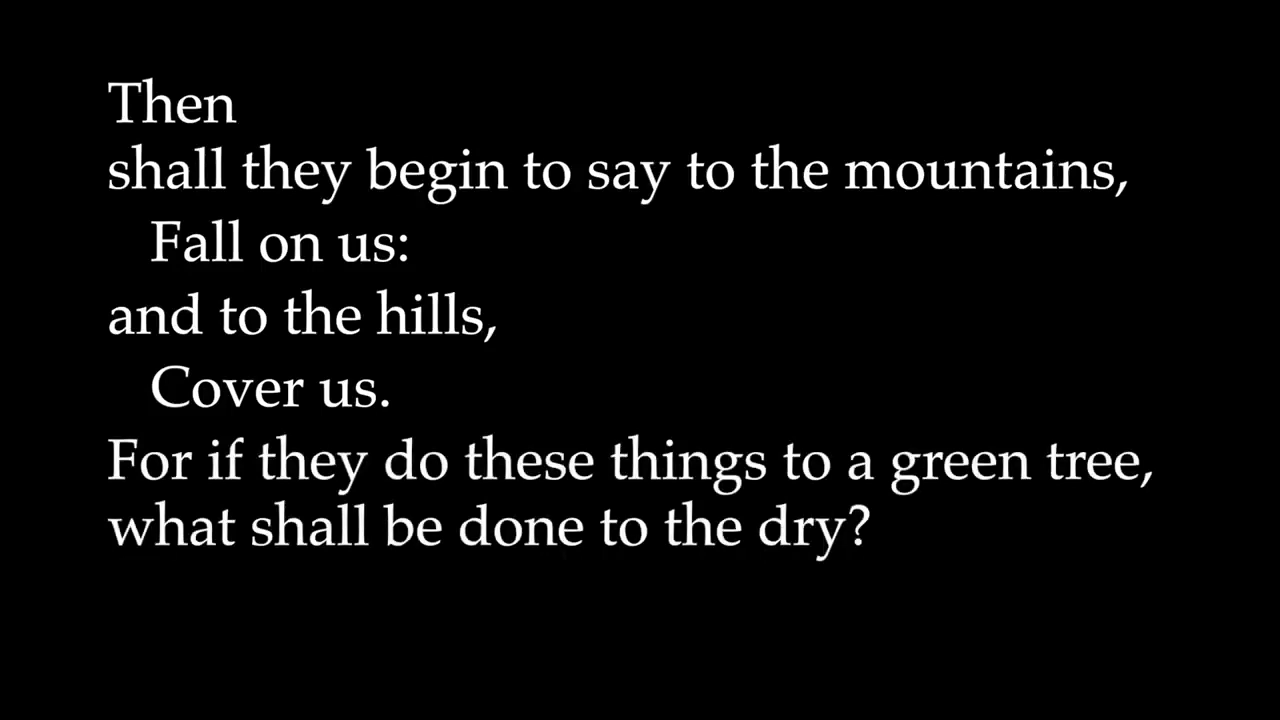 Then
shall they begin to say to the mountains,
Fall on us:
and to the hills,
Cover us.
For if they do these things to a green tree,
what shall be done to the dry?